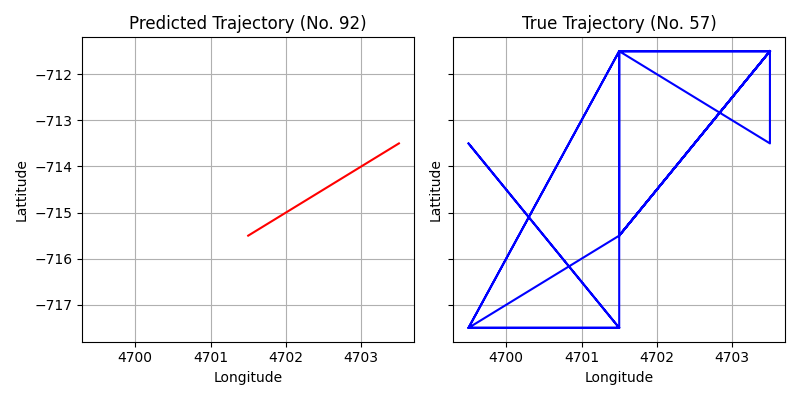 Predicted Trajectory (No. 92)
True Trajectory (No. 57)
Lattitude
−712
−713
−714
−715
−716
−717
4700 4701 4702 4703
Longitude
Lattitude
4700 4701 4702 4703
Longitude